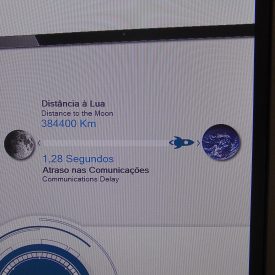 Distância à Lua
Distance to the Moon
384400 Km
1,28 Segundos
Atraso nas Comunicações
Communications Delay